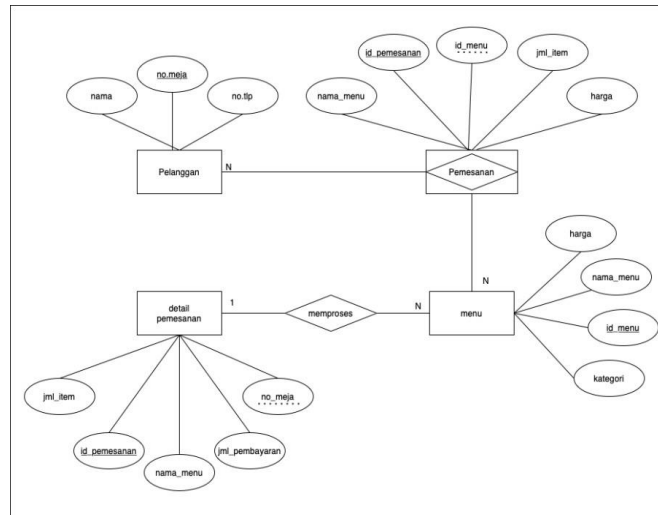 id_pemesanan
id_menu
jml_item
no.meja
nama
no.tlp
nama_menu
harga
Pelanggan
N
Pemesanan
harga
nama_menu
N
detail
pemesanan
1
memproses
N
menu
id_menu
kategori
jml_item
no_meja
id_pemesanan
jml_pembayaran
nama_menu